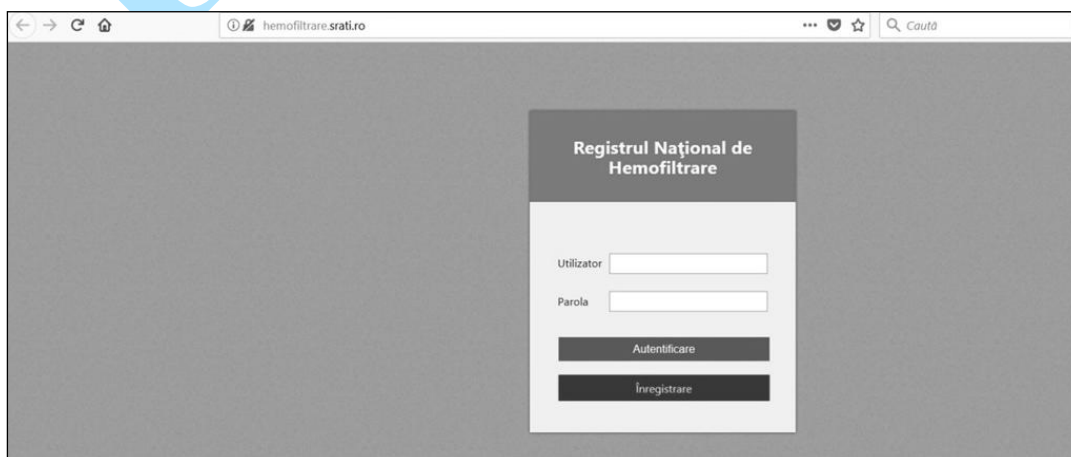 hemofiltrare.srati.ro
Caută
Registrul Naţional de
Hemofiltrare
Utilizator
Parola
Autentificare
Înregistrare